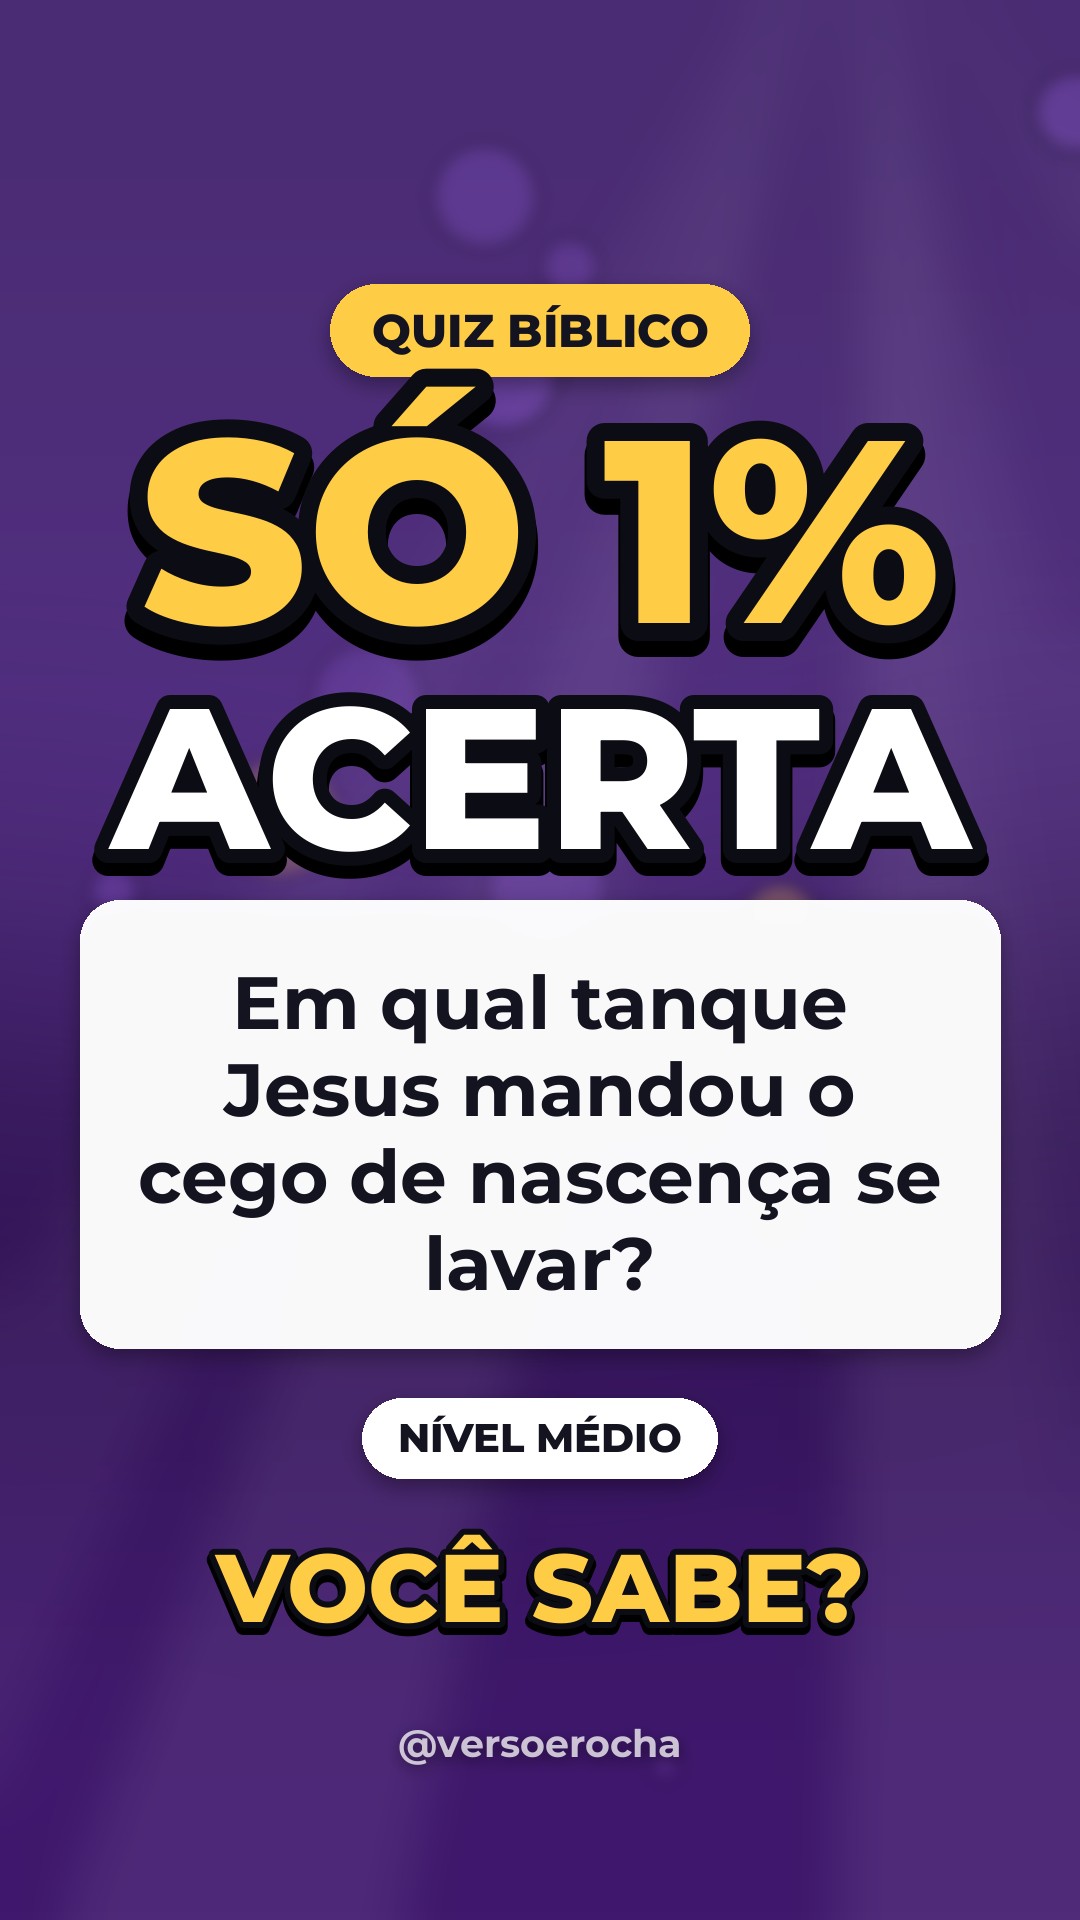 QUIZ BÍBLICO
SÓ 1%
ACERTA
Em qual tanque
Jesus mandou o
cego de nascença se
lavar?
NÍVEL MÉDIO
VOCÊ SABE?
@versoerocha